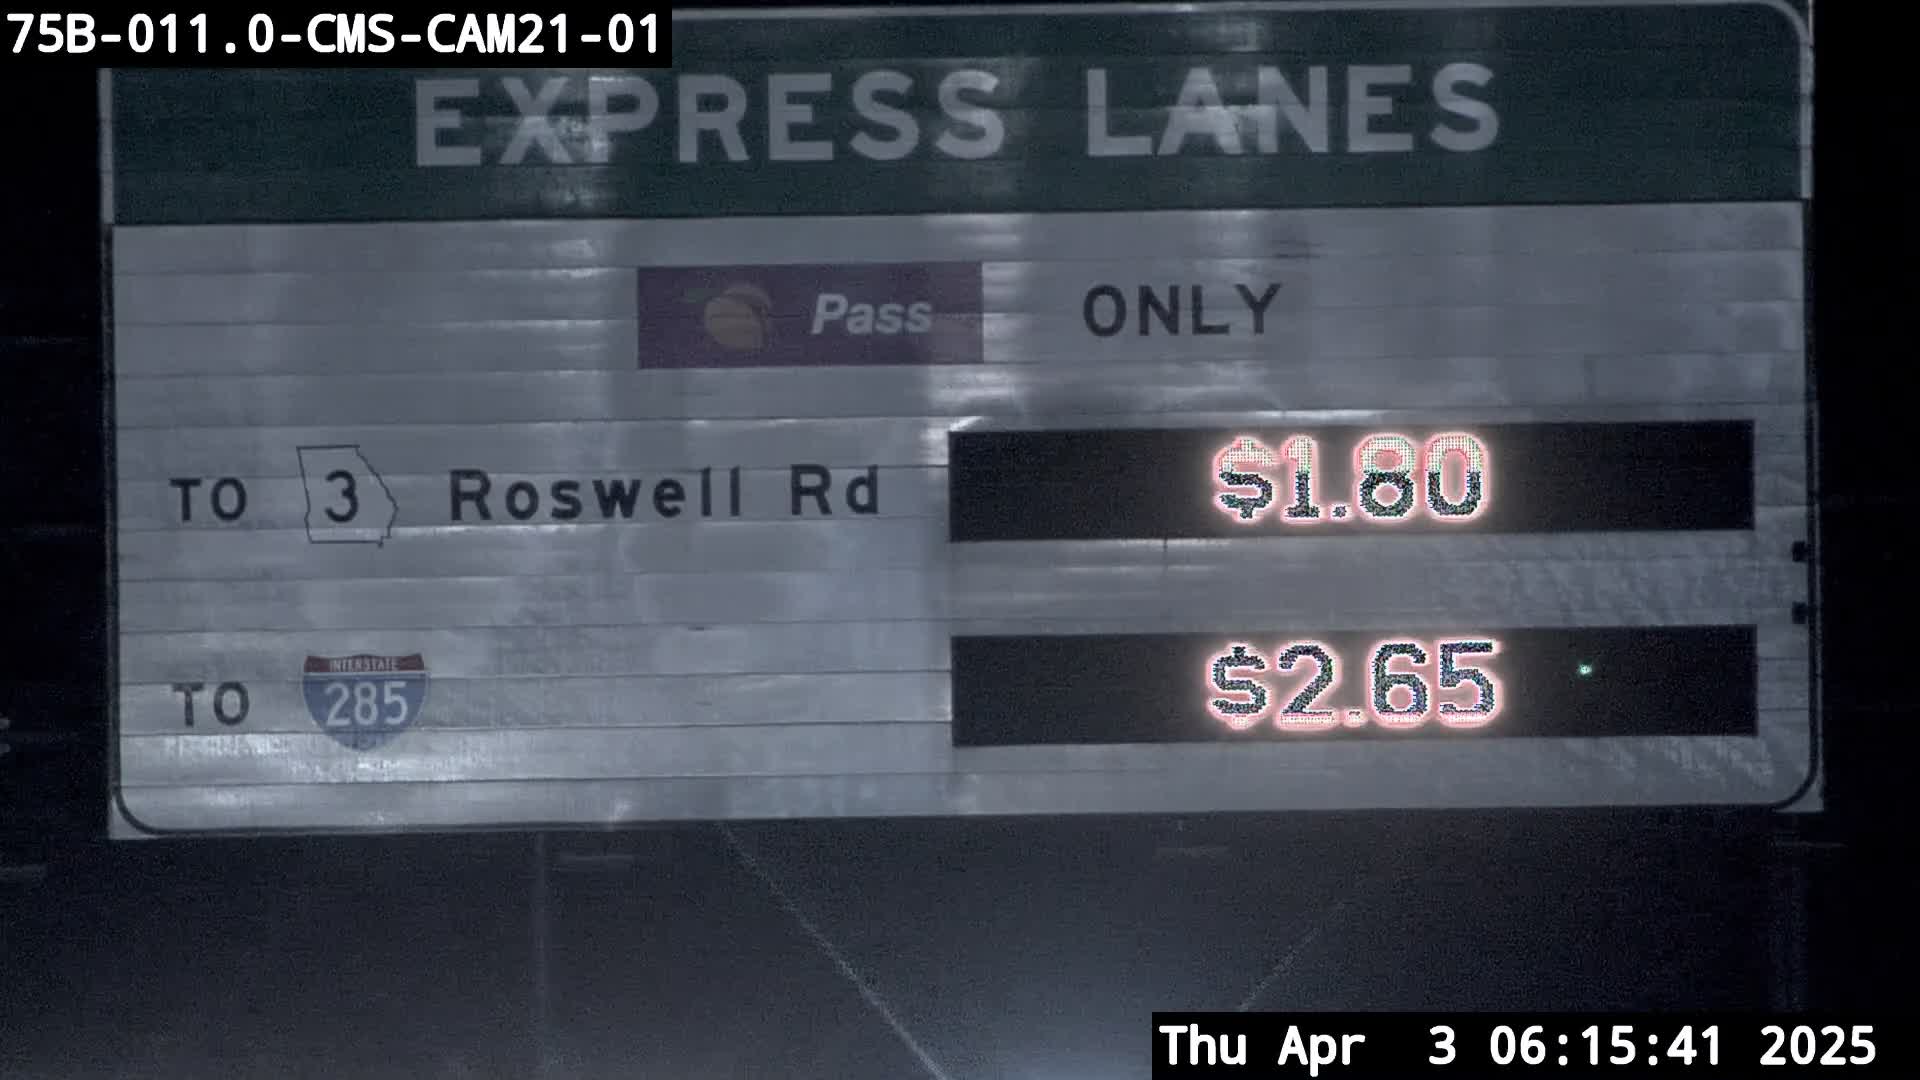 75B-011.0-CMS-CAM21-01
EXPRESS LANES
Pass ONLY
TO 3 Roswell Rd $1.80
TO INTERSTATE 285 $2.65
Thu Apr 3 06:15:41 2025